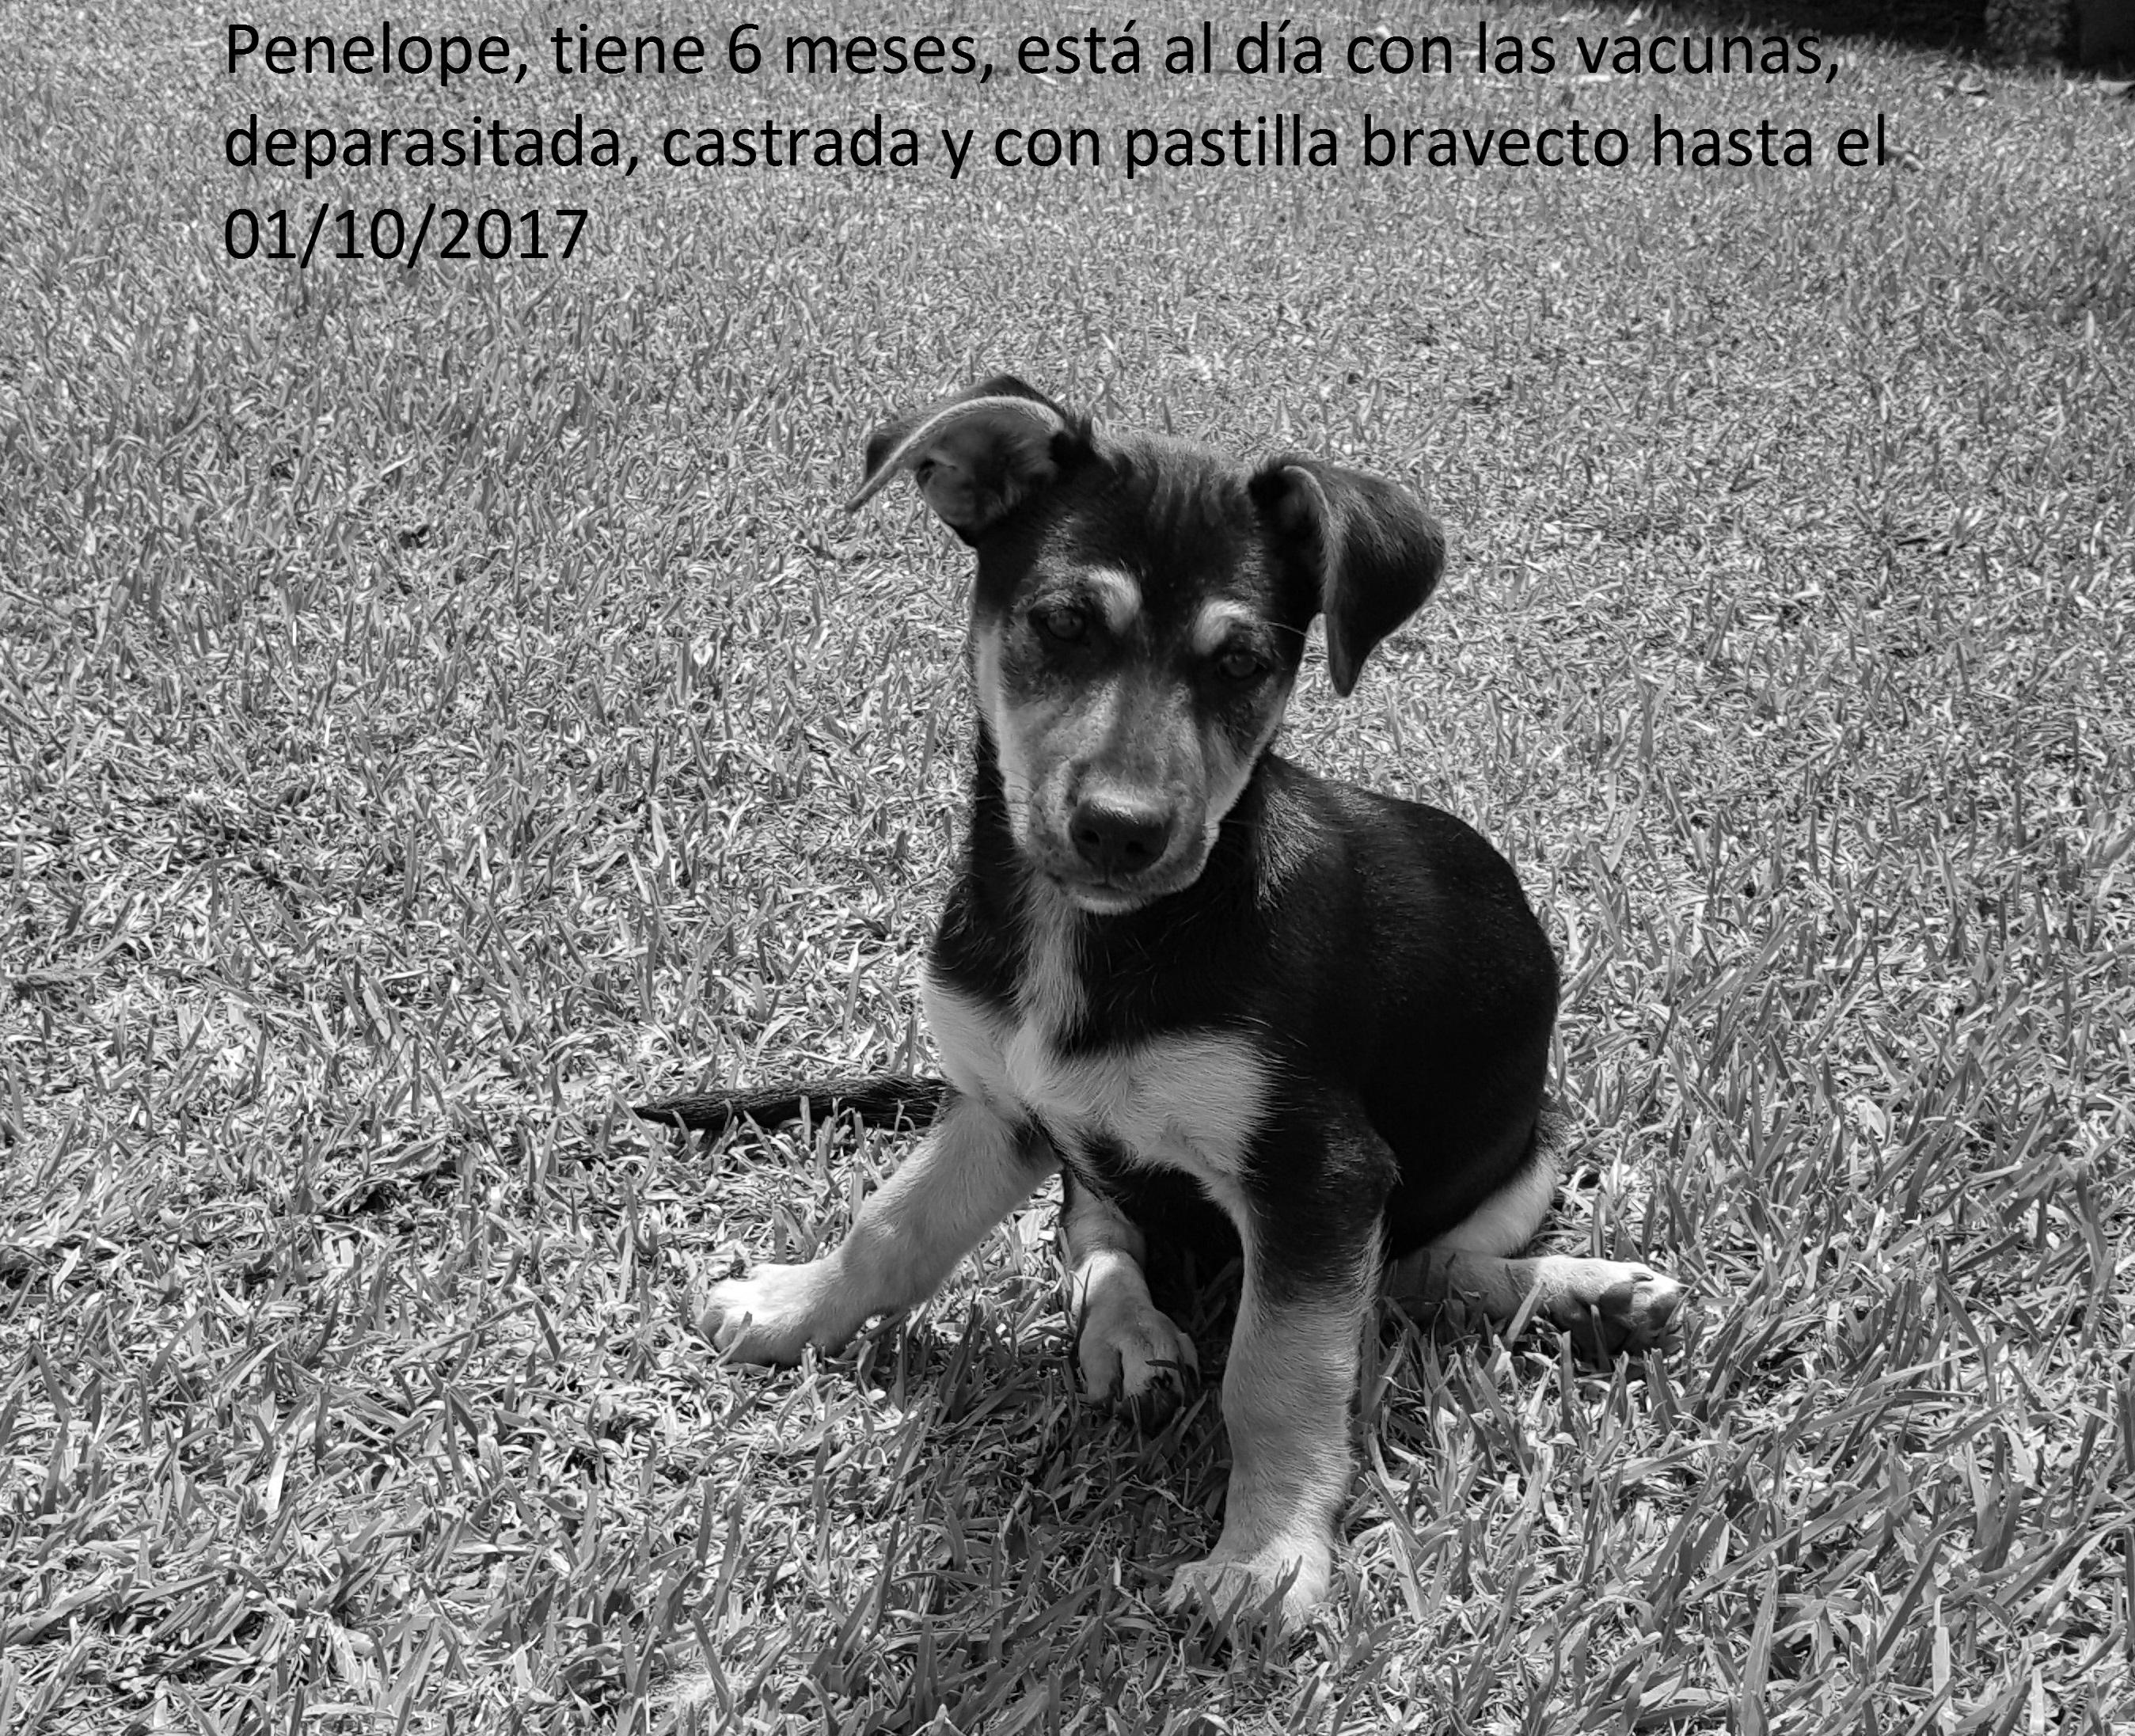 Penelope, tiene 6 meses, está al día con las vacunas,
deparasitada, castrada y con pastilla bravecto hasta el
01/10/2017